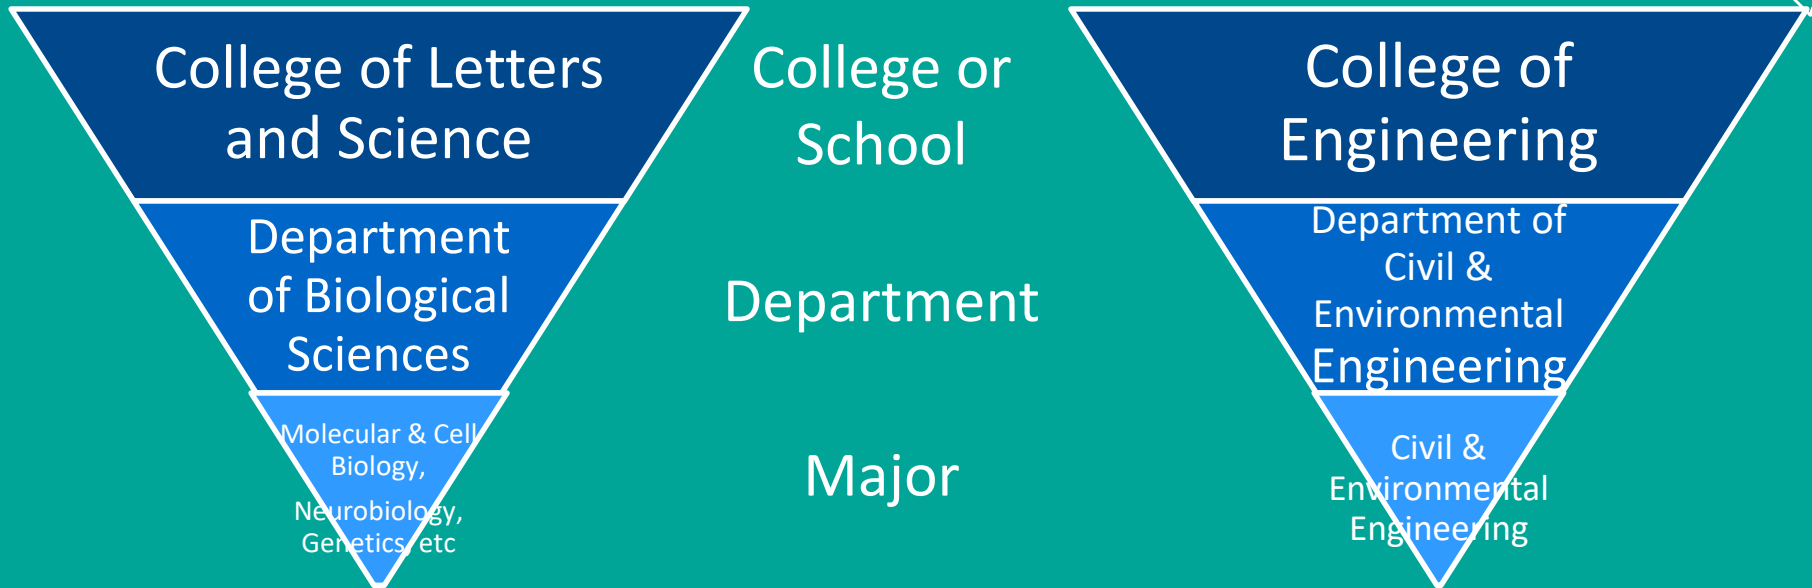 College of Letters
and Science
Department
of Biological
Sciences
Molecular & Cell
Biology,
Neurobiology,
Genetics, etc
College or
School
Department
Major
College of
Engineering
Department of
Civil &
Environmental
Engineering
Civil &
Environmental
Engineering